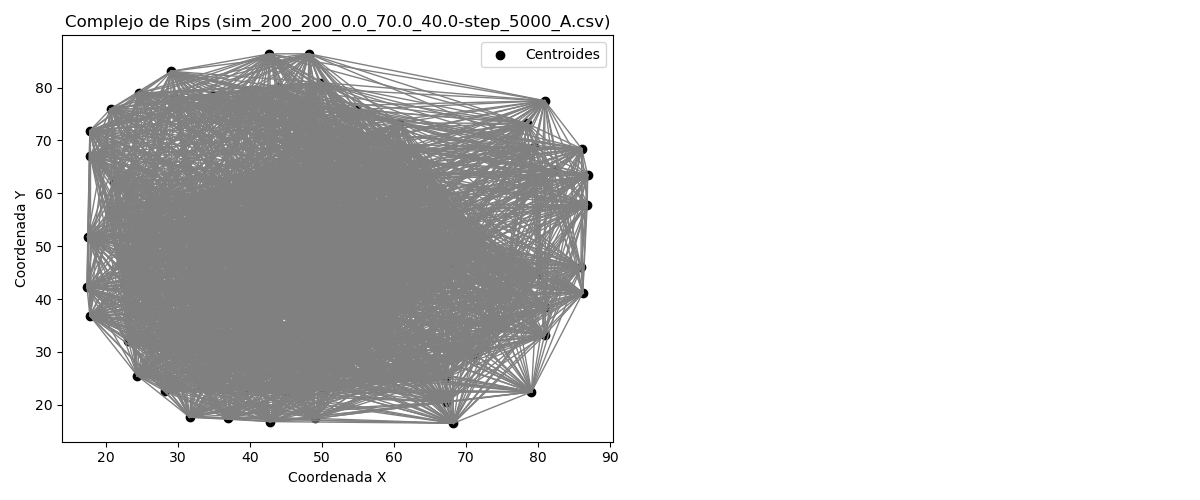 Complejo de Rips (sim_200_200_0.0_70.0_40.0-step_5000_A.csv)
Centroides
80
70
60
50
40
30
20
Coordenada Y
20 30 40 50 60 70 80 90
Coordenada X